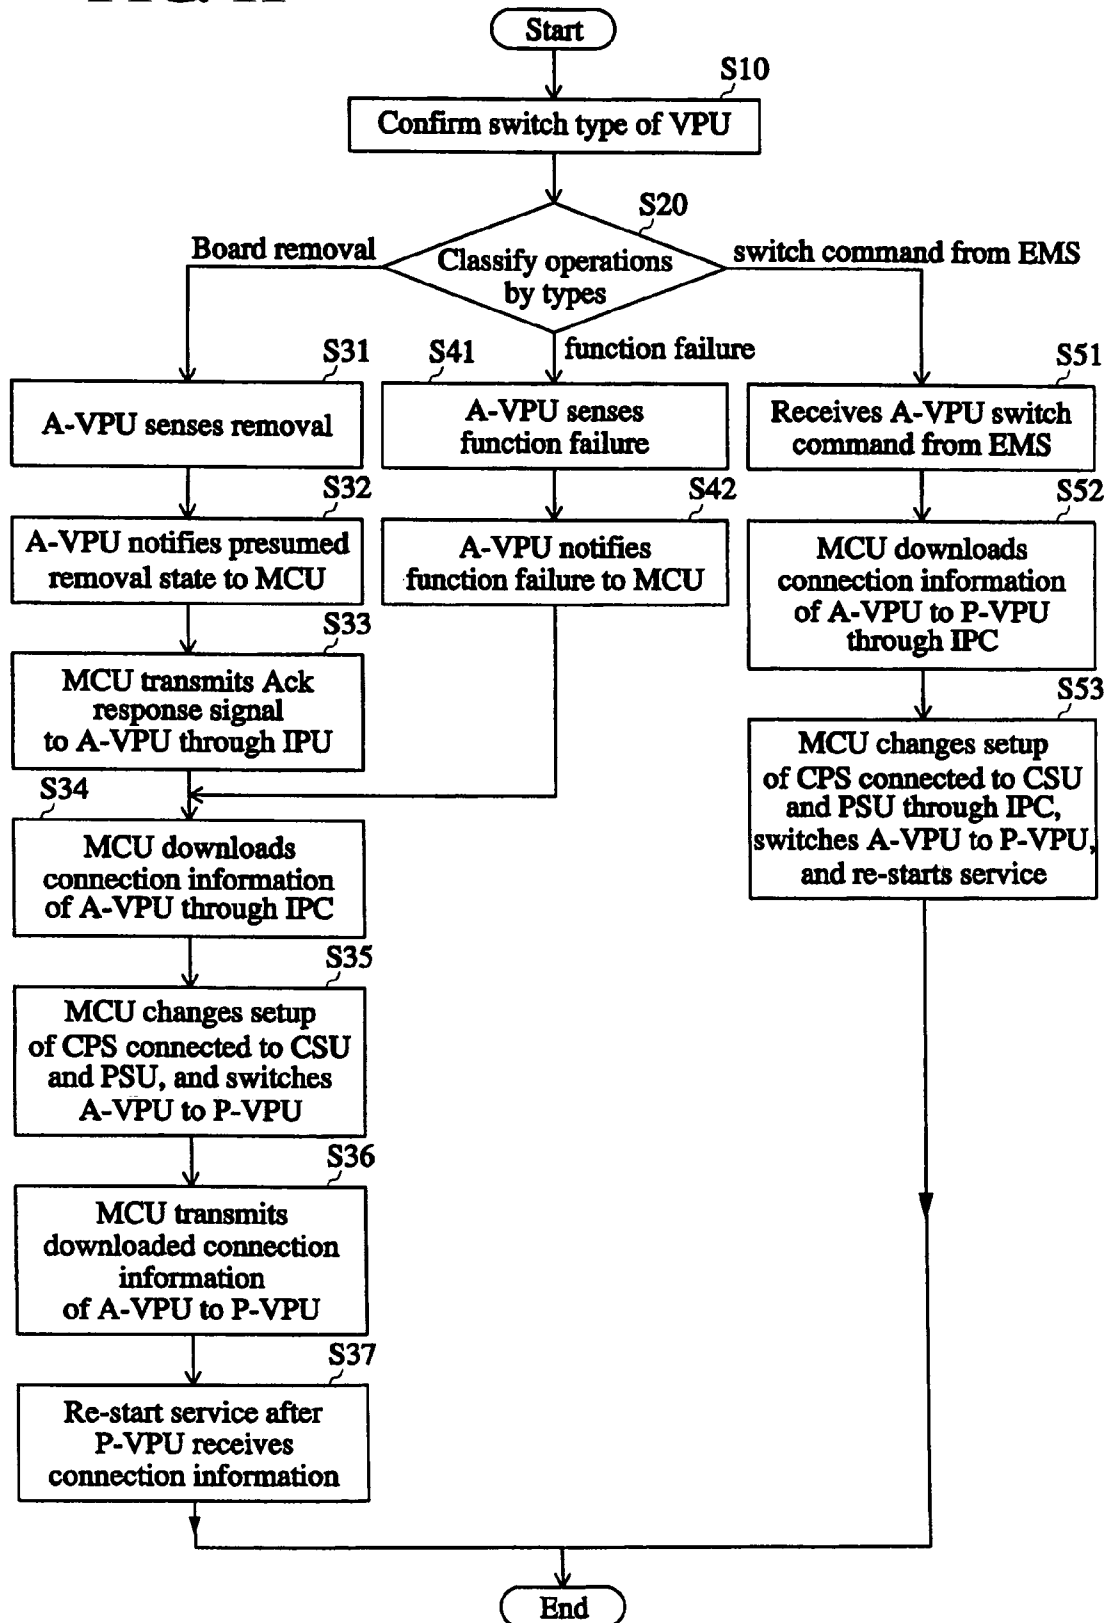 Start
S10
Confirm switch type of VPU
S20
Board removal
Classify operations
by types
switch command from EMS
function failure
S31
A-VPU senses removal
S32
A-VPU notifies presumed
removal state to MCU
S33
MCU transmits Ack
response signal
to A-VPU through IPU
S41
A-VPU senses
function failure
S42
A-VPU notifies
function failure to MCU
S51
Receives A-VPU switch
command from EMS
S52
MCU downloads
connection information
of A-VPU to P-VPU
through IPC
S53
MCU changes setup
of CPS connected to CSU
and PSU through IPC,
switches A-VPU to P-VPU,
and re-starts service
S34
MCU downloads
connection information
of A-VPU through IPC
S35
MCU changes setup
of CPS connected to CSU
and PSU, and switches
A-VPU to P-VPU
S36
MCU transmits
downloaded connection
information
of A-VPU to P-VPU
S37
Re-start service after
P-VPU receives
connection information
End